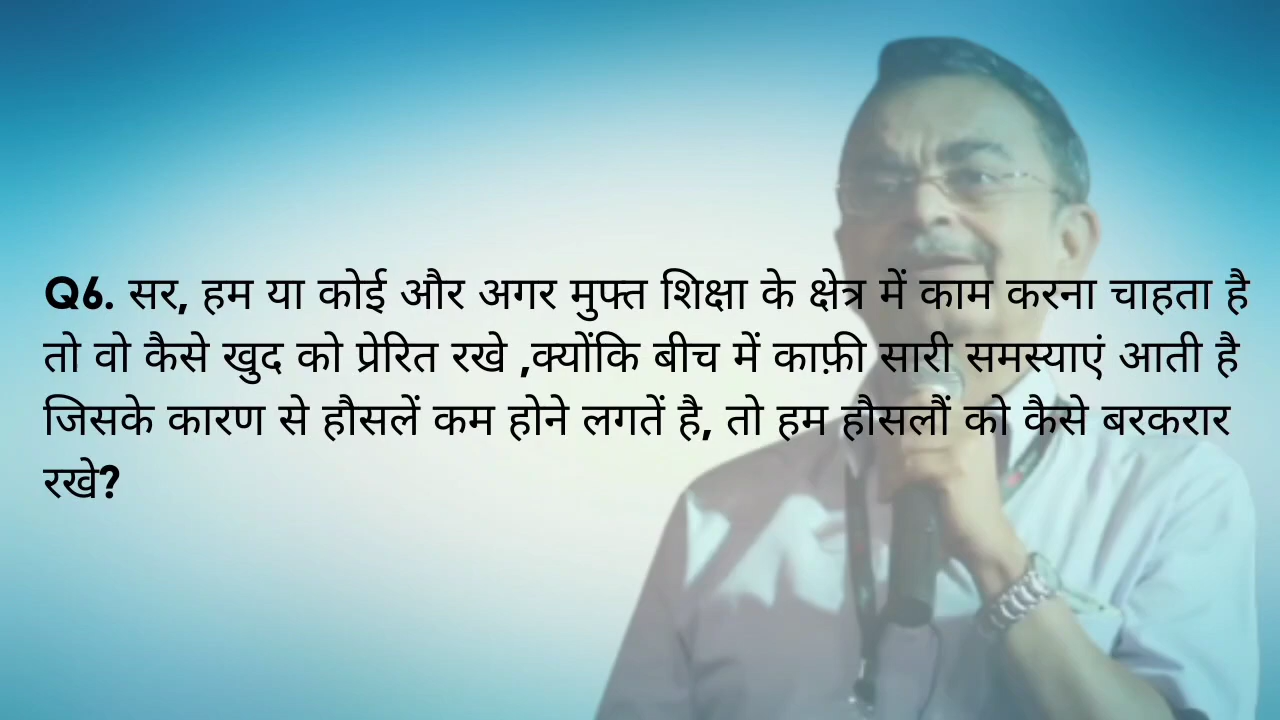 Q6. सर, हम या कोई और अगर मुफ्त शिक्षा के क्षेत्र में काम करना चाहता है
तो वो कैसे खुद को प्रेरित रखे ,क्योंकि बीच में काफ़ी सारी समस्याएं आती है
जिसके कारण से हौसलें कम होने लगतें है, तो हम हौसलौं को कैसे बरकरार
रखे?